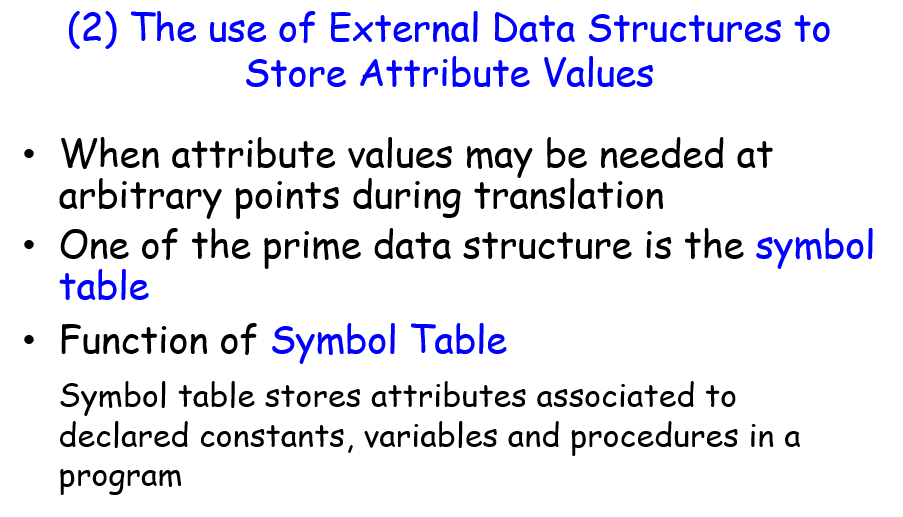 (2) The use of External Data Structures to
Store Attribute Values
• When attribute values may be needed at
arbitrary points during translation
• One of the prime data structure is the symbol
table
• Function of Symbol Table
Symbol table stores attributes associated to
declared constants, variables and procedures in a
program